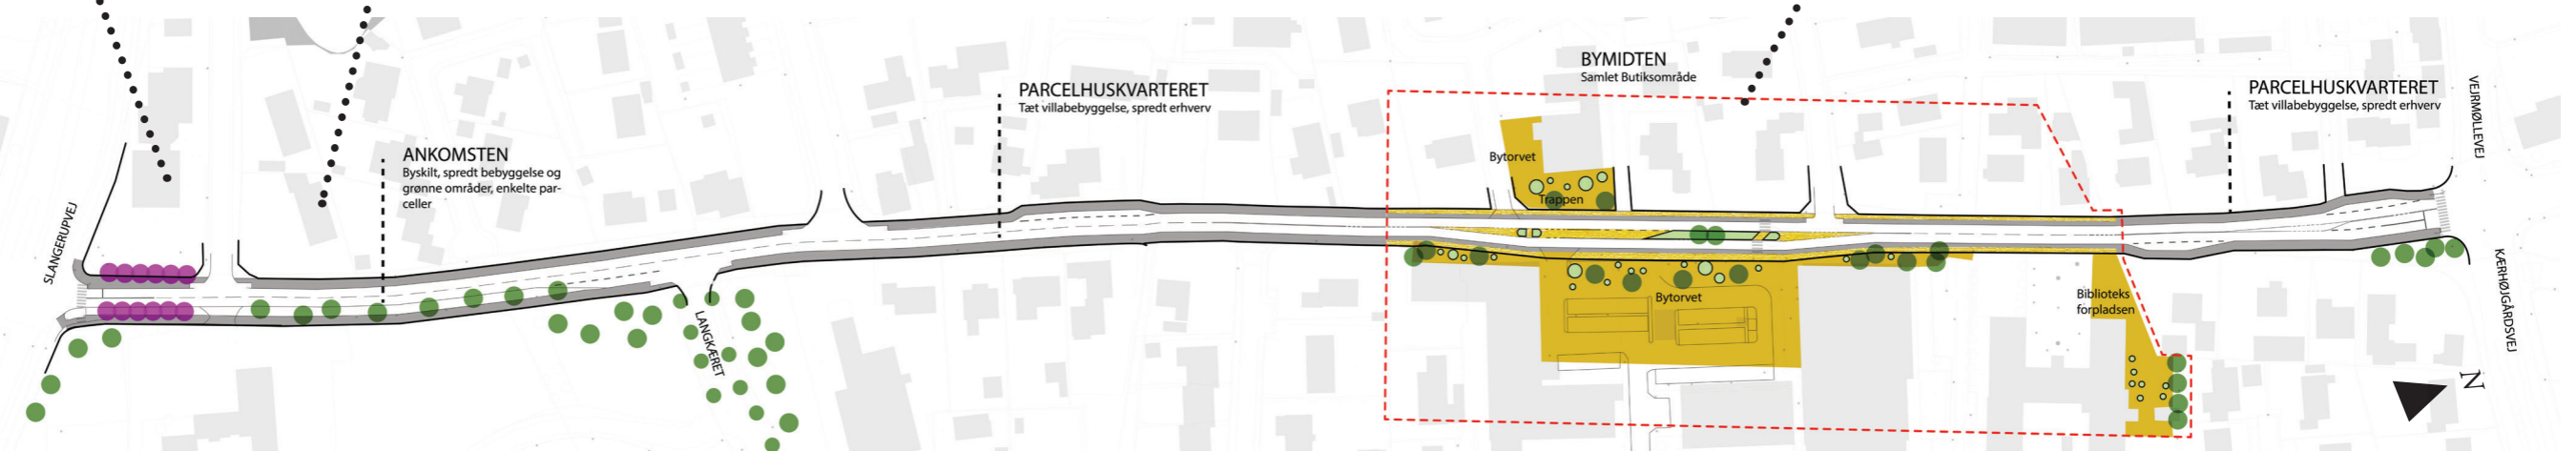 SLANGERUPVEJ
ANKOMSTEN
Byskilt, spredt bebyggelse og
grønne områder, enkelte par-
celler
LANGKÆRET
PARCELHUSKVARTERET
Tæt villabebyggelse, spredt erhverv
BYMIDTEN
Samlet Butiksområde
Bytorvet
Trappen
Bytorvet
Biblioteks
forpladsen
PARCELHUSKVARTERET
Tæt villabebyggelse, spredt erhverv
VEJRMØLLEVEJ
KÆRHØJGÅRDSVEJ
N